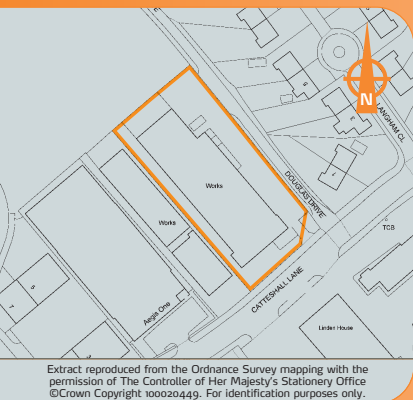 N
LANGHAM CL
Works
DOUGLAS DRIVE
Works
TCB
CATTESHALL LANE
Aegis One
Linden House
Extract reproduced from the Ordnance Survey mapping with the
permission of The Controller of Her Majesty's Stationery Office
©Crown Copyright 100020449. For identification purposes only.